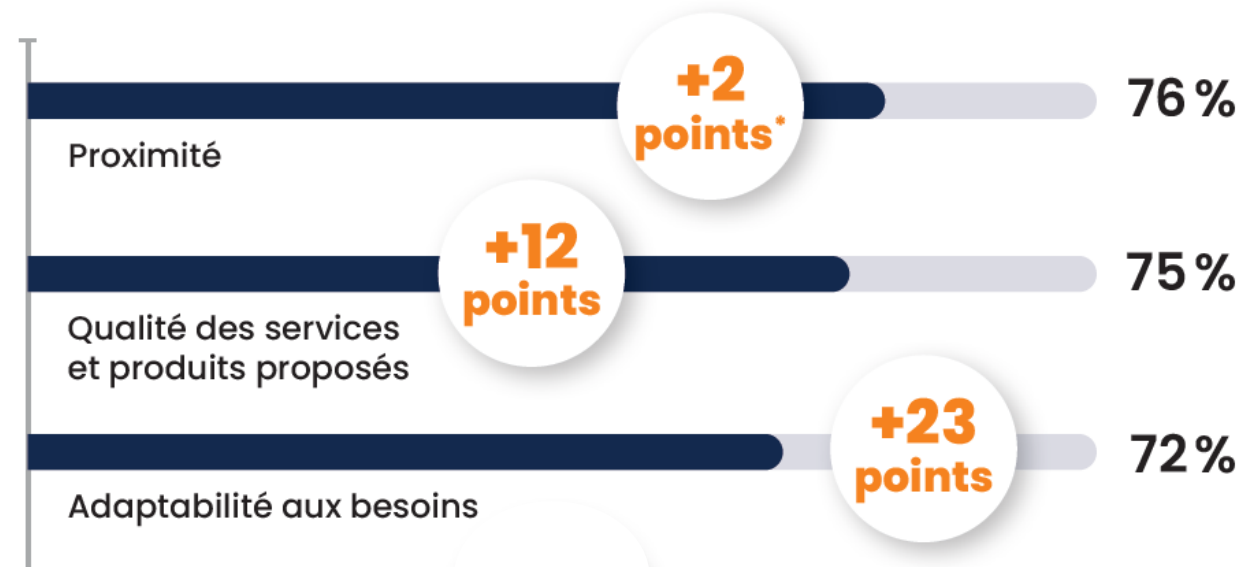 +2
points*
76 %
Proximité
+12
points
75 %
Qualité des services
et produits proposés
+23
points
72 %
Adaptabilité aux besoins